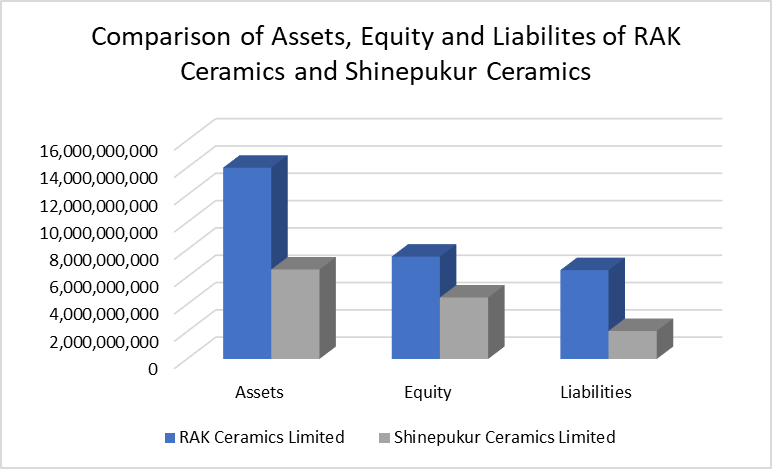 Comparison of Assets, Equity and Liabilites of RAK
Ceramics and Shinepukur Ceramics
16,000,000,000
14,000,000,000
12,000,000,000
10,000,000,000
8,000,000,000
6,000,000,000
4,000,000,000
2,000,000,000
0
Assets
Equity
Liabilities
RAK Ceramics Limited
Shinepukur Ceramics Limited